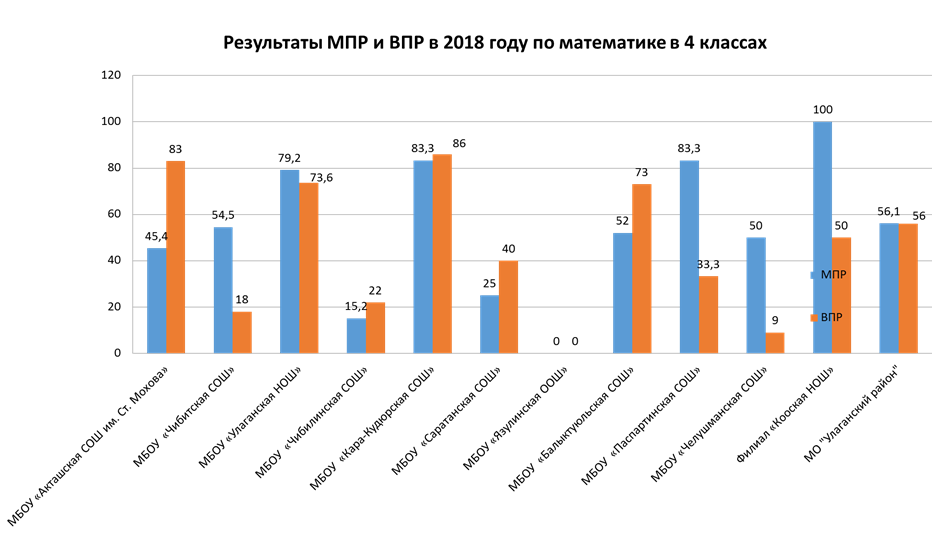 Результаты МПР и ВПР в 2018 году по математике в 4 классах
120
100
80
60
40
20
0
45,4
83
54,5
18
79,2
73,6
15,2
22
83,3
86
25
40
0
0
52
73
83,3
33,3
50
9
100
50
56,1
56
МПР
ВПР
МБОУ «Акташская СОШ им. Ст. Мохова»
МБОУ «Чибитская СОШ»
МБОУ «Улаганская НОШ»
МБОУ «Чибилинская СОШ»
МБОУ «Кара-Кудюрская СОШ»
МБОУ «Саратанская СОШ»
МБОУ «Язулинская ООШ»
МБОУ «Балыктуюльская СОШ»
МБОУ «Паспартинская СОШ»
МБОУ «Челушманская СОШ»
Филиал «Кооская НОШ»
МО "Улаганский район"